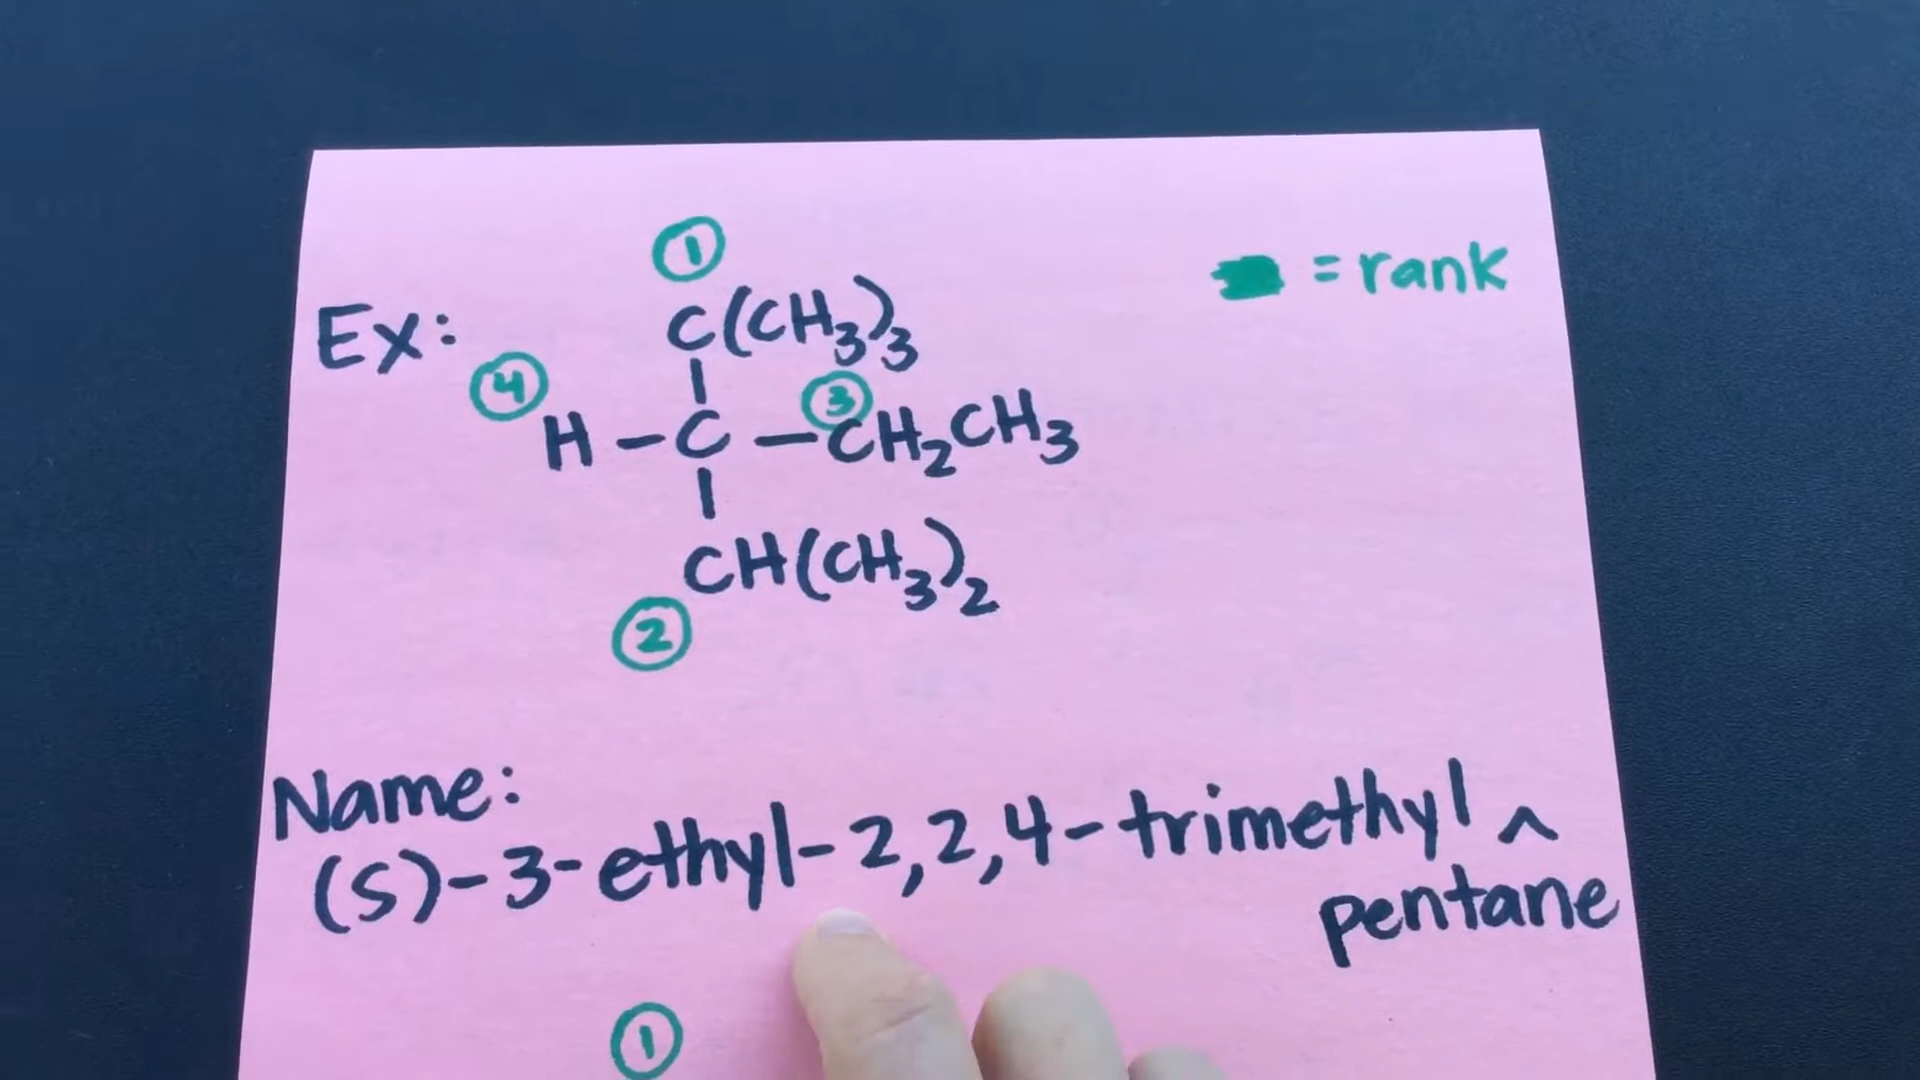 ①
= rank
Ex:
C(CH₃)₃
④
③
H-C-CH₂CH₃
CH(CH₃)₂
②
Name:
(S)-3-ethyl-2,2,4-trimethyl ^
pentane
①